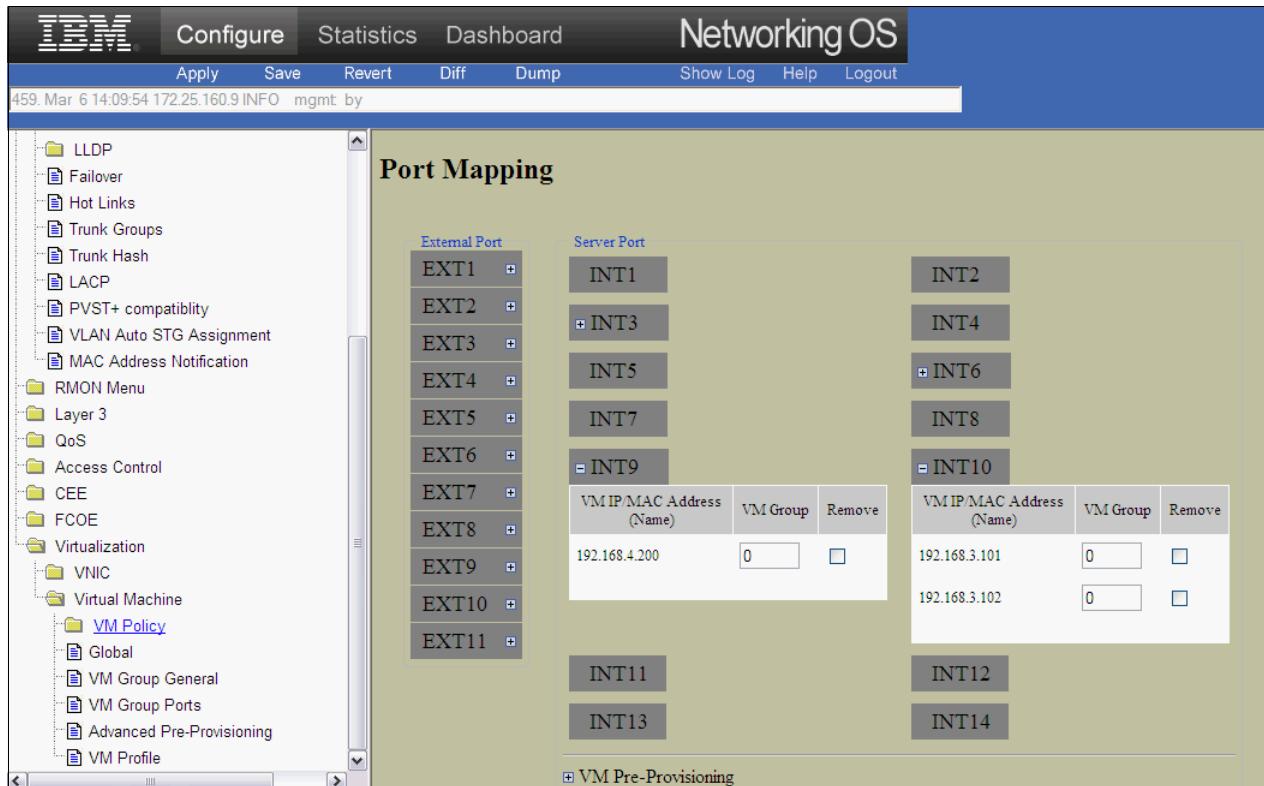 IBM. Configure Statistics Dashboard Networking OS
Apply Save Revert Diff Dump Show Log Help Logout
459. Mar 6 14:09:54 172.25.160.9 INFO mgmt: by
LLDP
Failover
Hot Links
Trunk Groups
Trunk Hash
LACP
PVST+ compatiblity
VLAN Auto STG Assignment
MAC Address Notification
RMON Menu
Layer 3
QoS
Access Control
CEE
FCOE
Virtualization
VNIC
Virtual Machine
VM Policy
Global
VM Group General
VM Group Ports
Advanced Pre-Provisioning
VM Profile
Port Mapping
External Port
EXT1
EXT2
EXT3
EXT4
EXT5
EXT6
EXT7
EXT8
EXT9
EXT10
EXT11
Server Port
INT1 INT2
INT3 INT4
INT5 INT6
INT7 INT8
INT9
VM IP/MAC Address (Name) VM Group Remove
192.168.4.200 0
INT10
VM IP/MAC Address (Name) VM Group Remove
192.168.3.101 0
192.168.3.102 0
INT11 INT12
INT13 INT14
VM Pre-Provisioning